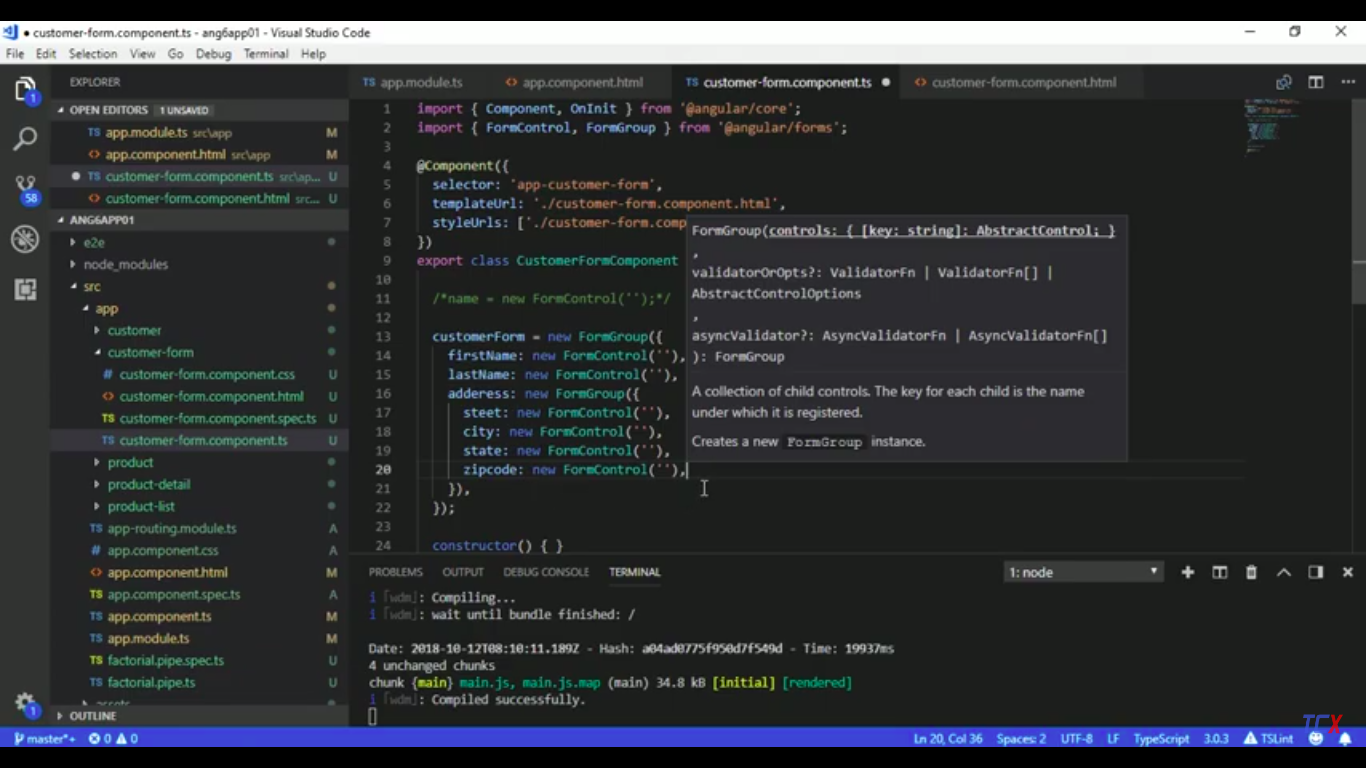 customer-form.component.ts - ang6app01 - Visual Studio Code
File Edit Selection View Go Debug Terminal Help
EXPLORER
OPEN EDITORS 1 UNSAVED
TS app.module.ts src\app M
<> app.component.html src\app M
● TS customer-form.component.ts src\ap... U
<> customer-form.component.html src... U
ANG6APP01
e2e
node_modules
src
app
customer
customer-form
# customer-form.component.css U
<> customer-form.component.html U
TS customer-form.component.spec.ts U
TS customer-form.component.ts U
product
product-detail
product-list
TS app-routing.module.ts A
# app.component.css A
<> app.component.html M
TS app.component.spec.ts A
TS app.component.ts M
TS app.module.ts M
TS factorial.pipe.spec.ts U
TS factorial.pipe.ts U
assets
OUTLINE
1
58
1
TS app.module.ts <> app.component.html TS customer-form.component.ts ● <> customer-form.component.html
1 import { Component, OnInit } from '@angular/core';
2 import { FormControl, FormGroup } from '@angular/forms';
3
4 @Component({
5 selector: 'app-customer-form',
6 templateUrl: './customer-form.component.html',
7 styleUrls: ['./customer-form.comp
8 })
9 export class CustomerFormComponent
10
11 /*name = new FormControl('');*/
12
13 customerForm = new FormGroup({
14 firstName: new FormControl(''),
15 lastName: new FormControl(''),
16 adderess: new FormGroup({
17 steet: new FormControl(''),
18 city: new FormControl(''),
19 state: new FormControl(''),
20 zipcode: new FormControl(''),
21 }),
22 });
23
24 constructor() { }
FormGroup(controls: { [key: string]: AbstractControl; }
,
validatorOrOpts?: ValidatorFn | ValidatorFn[] |
AbstractControlOptions
,
asyncValidator?: AsyncValidatorFn | AsyncValidatorFn[]
): FormGroup
A collection of child controls. The key for each child is the name
under which it is registered.
Creates a new FormGroup instance.
PROBLEMS OUTPUT DEBUG CONSOLE TERMINAL 1: node
i ｢wdm｣: Compiling...
i ｢wdm｣: wait until bundle finished: /
Date: 2018-10-12T08:10:11.189Z - Hash: a04ad0775f950d7f549d - Time: 19937ms
4 unchanged chunks
chunk {main} main.js, main.js.map (main) 34.8 kB [initial] [rendered]
i ｢wdm｣: Compiled successfully.
master*+ 0 0 Ln 20, Col 36 Spaces: 2 UTF-8 LF TypeScript 3.0.3 TSLint
TCX